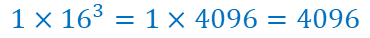 1 × 16³ = 1 × 4096 = 4096